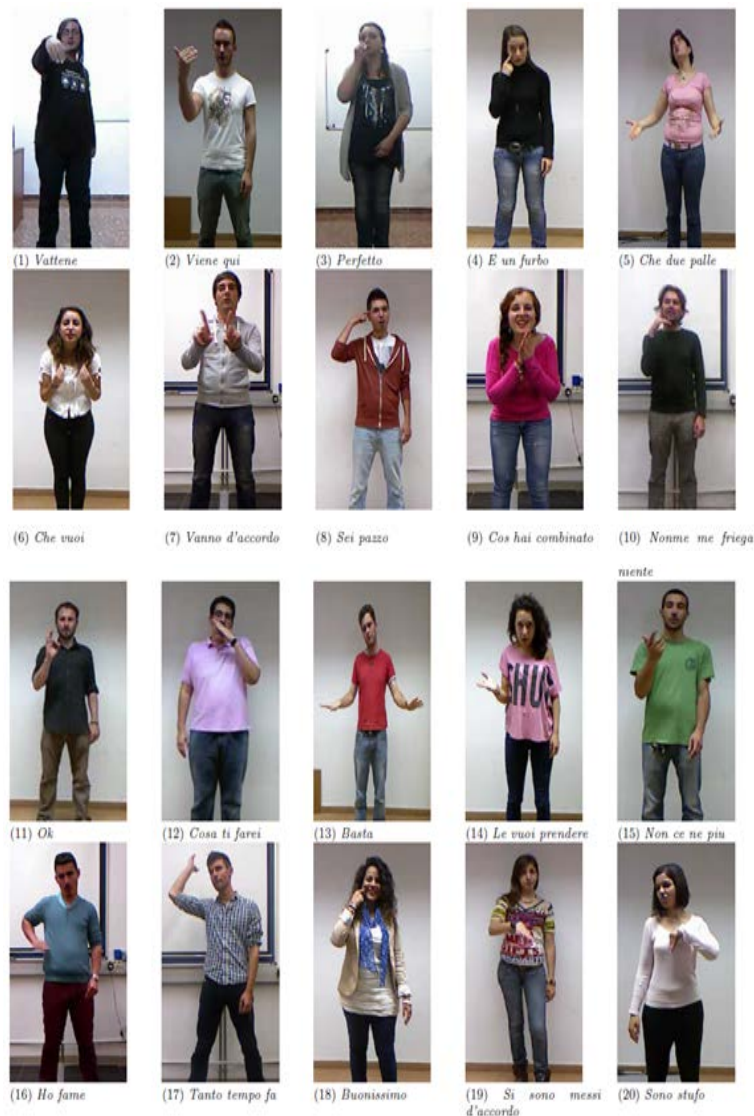 (1) Vattene
(2) Viene qui
(3) Perfetto
(4) E un furbo
(5) Che due palle
(6) Che vuoi
(7) Vanno d'accordo
(8) Sei pazzo
(9) Cos hai combinato
(10) Nonme me friega
niente
(11) Ok
(12) Cosa ti farei
(13) Basta
THUG
(14) Le vuoi prendere
(15) Non ce ne piu
(16) Ho fame
(17) Tanto tempo fa
(18) Buonissimo
(19) Si sono messi
d'accordo
(20) Sono stufo